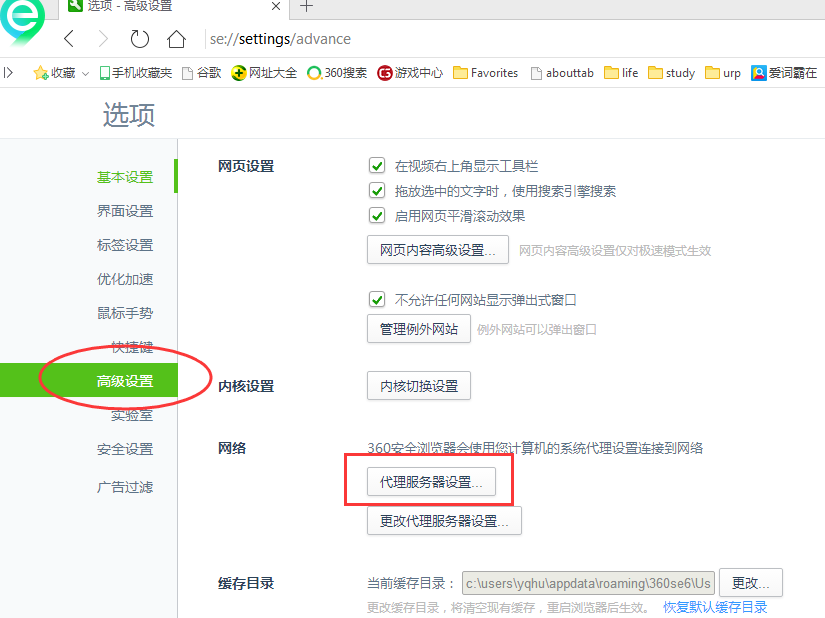 选项 - 高级设置
se://settings/advance
收藏 手机收藏夹 谷歌 网址大全 360搜索 游戏中心 Favorites abouttab life study urp 爱词霸在
选项
基本设置
界面设置
标签设置
优化加速
鼠标手势
快捷键
高级设置
实验室
安全设置
广告过滤
网页设置
在视频右上角显示工具栏
拖放选中的文字时，使用搜索引擎搜索
启用网页平滑滚动效果
网页内容高级设置... 网页内容高级设置仅对极速模式生效
不允许任何网站显示弹出式窗口
管理例外网站 例外网站可以弹出窗口
内核设置 内核切换设置
网络 360安全浏览器会使用您计算机的系统代理设置连接到网络
代理服务器设置...
更改代理服务器设置...
缓存目录 当前缓存目录： c:\users\yqhu\appdata\roaming\360se6\Us 更改...
更改缓存目录，将清空现有缓存，重启浏览器后生效。 恢复默认缓存目录